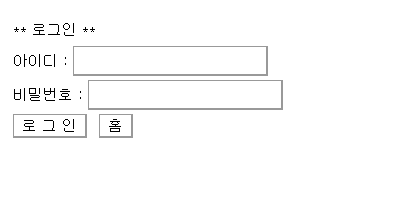 ** 로그인 **
아이디 :
비밀번호 :
로 그 인 홈